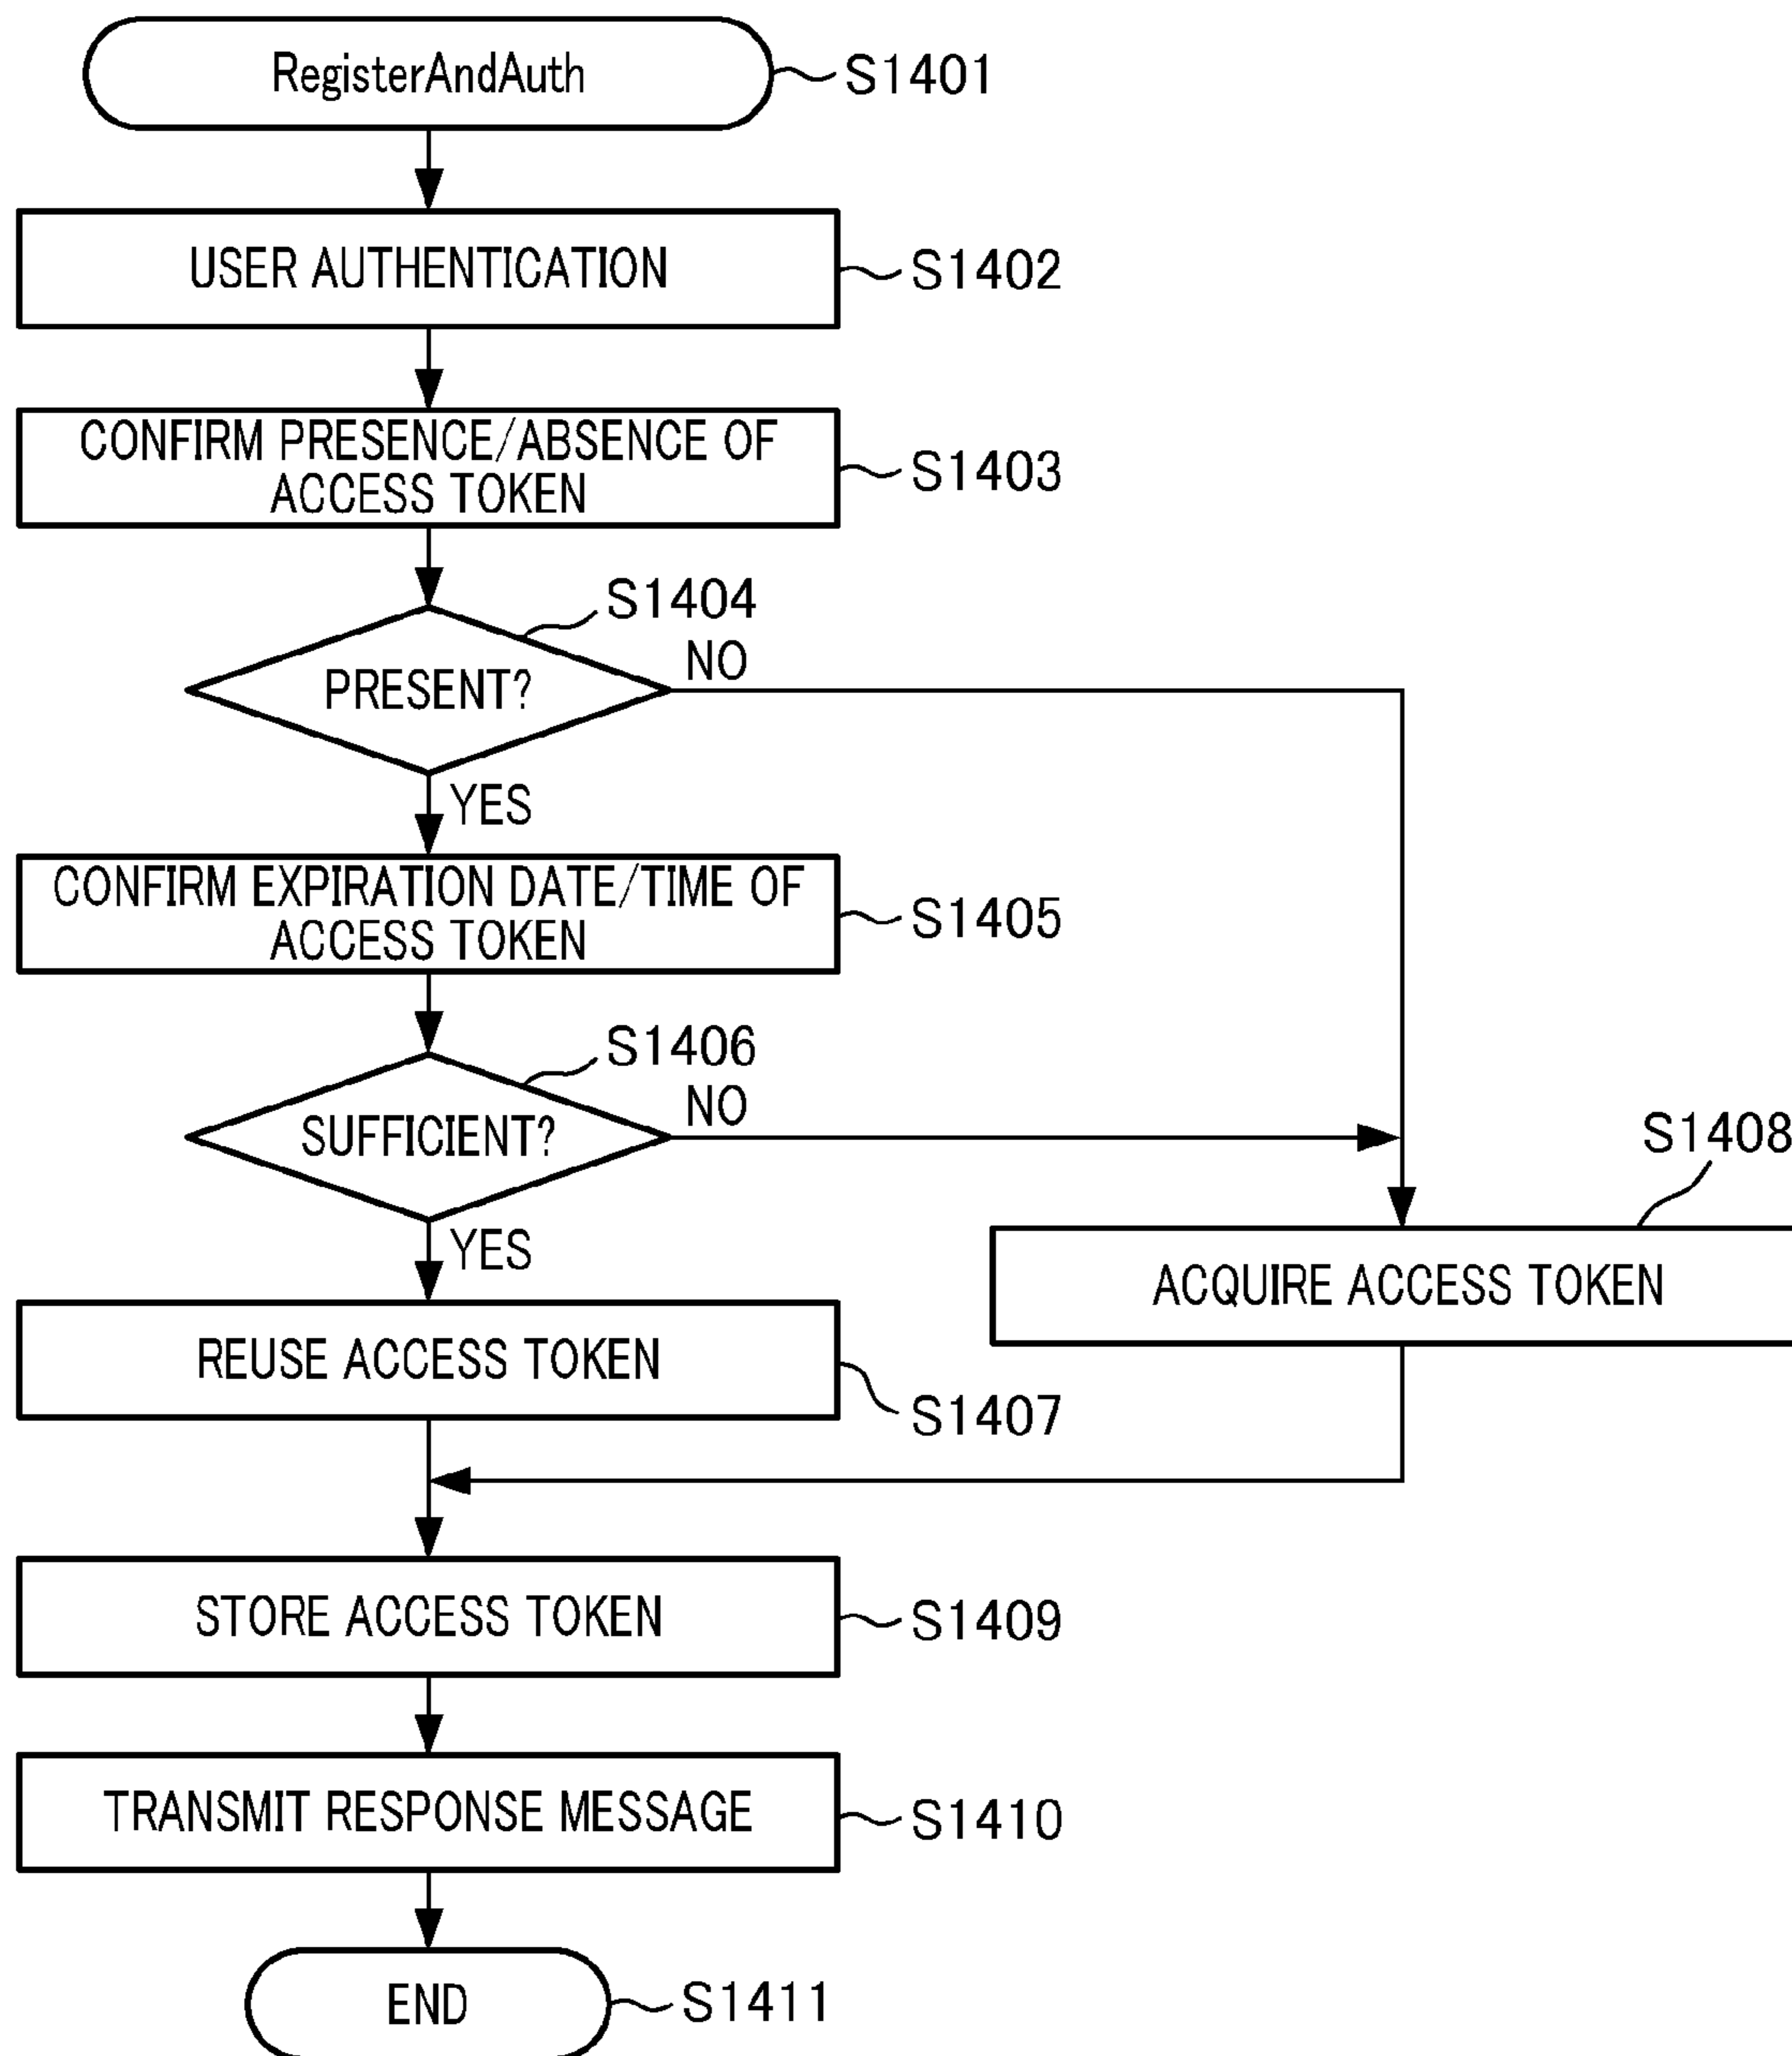 RegisterAndAuth
S1401
USER AUTHENTICATION
S1402
CONFIRM PRESENCE/ABSENCE OF
ACCESS TOKEN
S1403
S1404
PRESENT?
NO
YES
CONFIRM EXPIRATION DATE/TIME OF
ACCESS TOKEN
S1405
S1406
SUFFICIENT?
NO
YES
S1408
ACQUIRE ACCESS TOKEN
REUSE ACCESS TOKEN
S1407
STORE ACCESS TOKEN
S1409
TRANSMIT RESPONSE MESSAGE
S1410
END
S1411